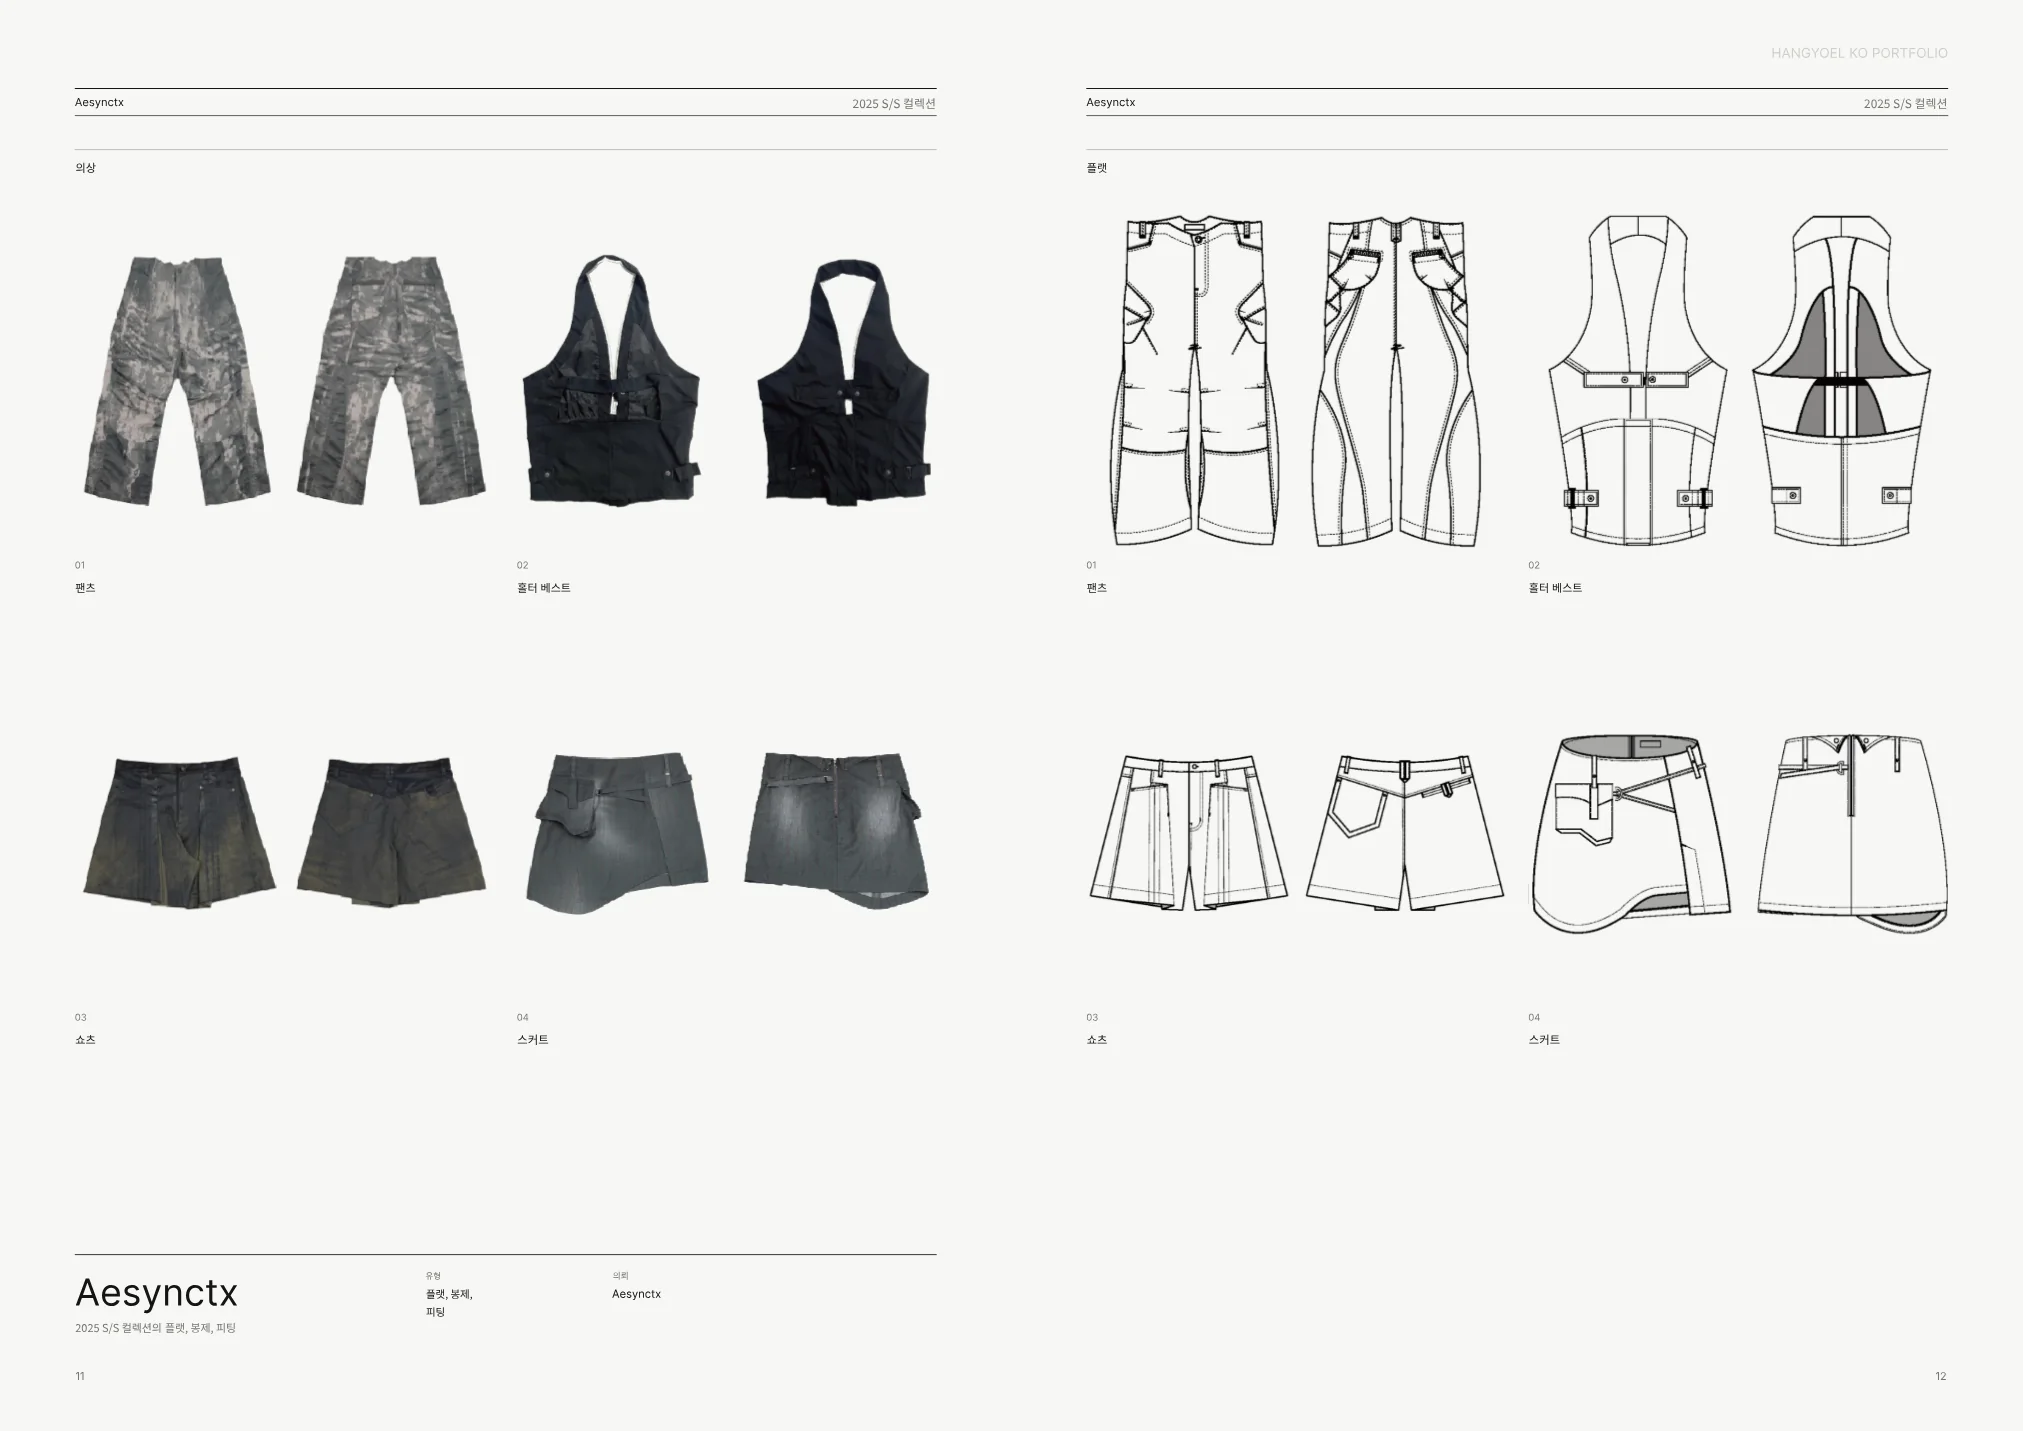 HANGYOEL KO PORTFOLIO
Aesynctx
2025 S/S 컬렉션
의상
01
팬츠
02
홀터 베스트
03
쇼츠
04
스커트
Aesynctx
2025 S/S 컬렉션의 플랫, 봉제, 피팅
유형
플랫, 봉제,
피팅
의뢰
Aesynctx
11
Aesynctx
2025 S/S 컬렉션
플랫
01
팬츠
02
홀터 베스트
03
쇼츠
04
스커트
12